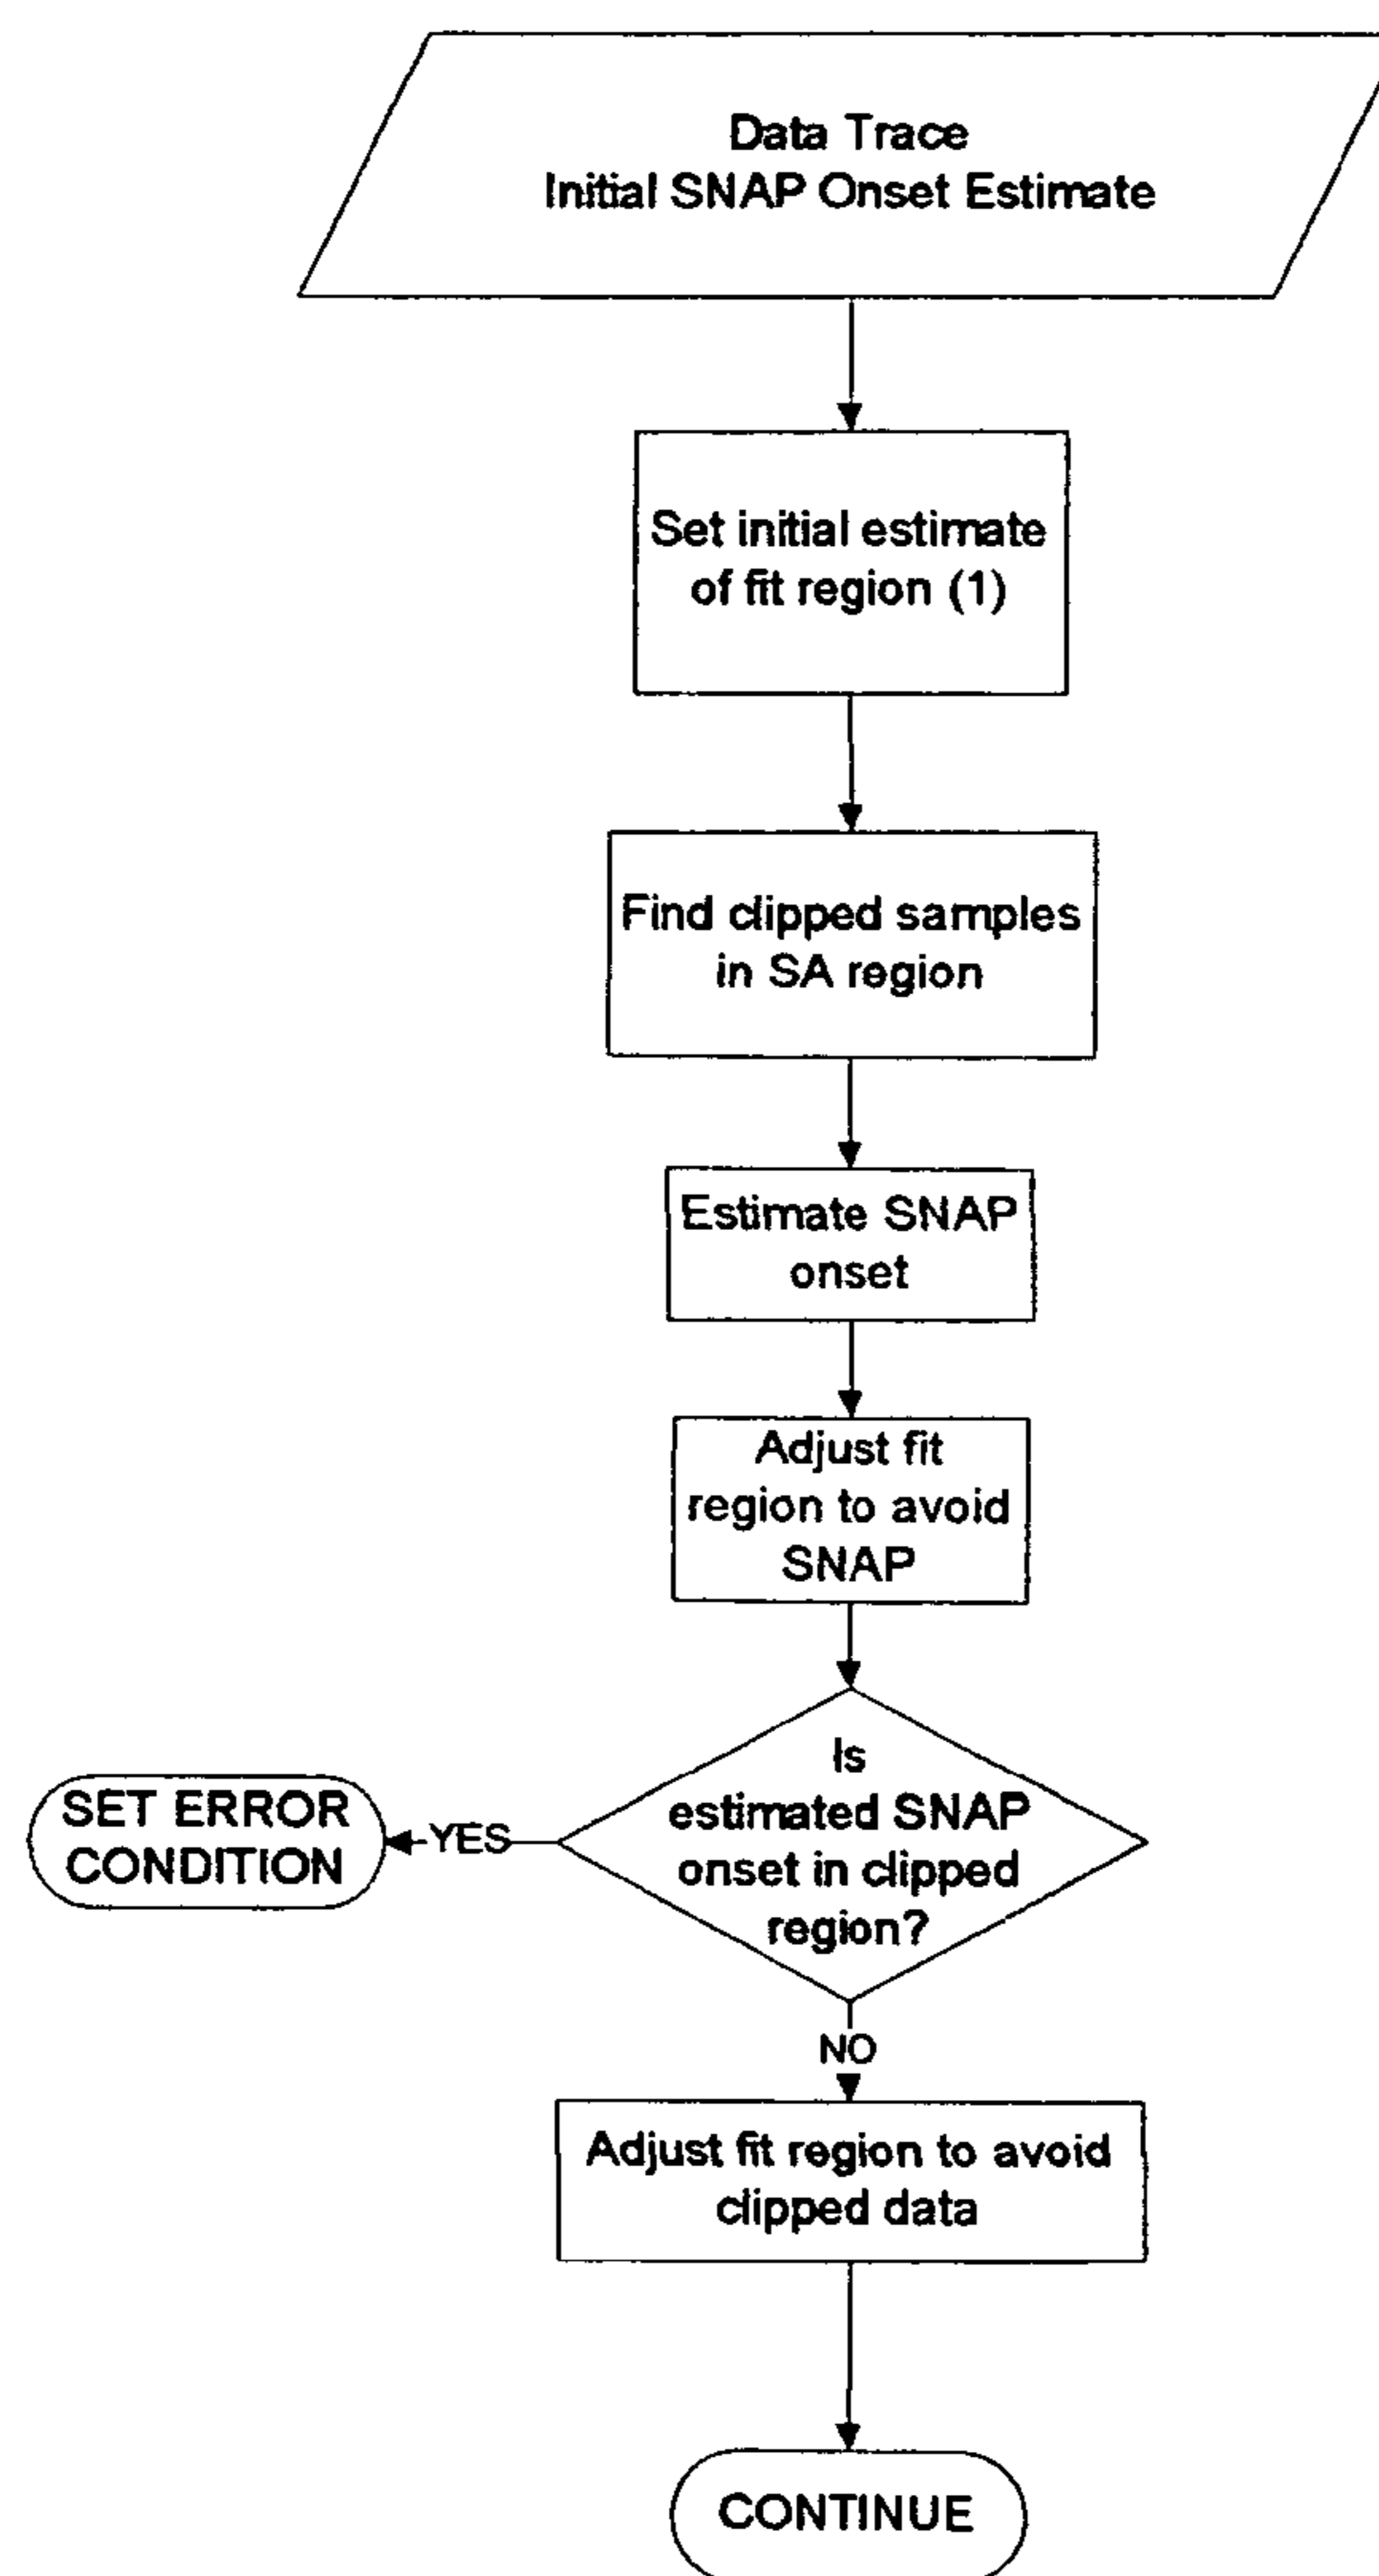 Data Trace
Initial SNAP Onset Estimate
Set initial estimate
of fit region (1)
Find clipped samples
in SA region
Estimate SNAP
onset
Adjust fit
region to avoid
SNAP
Is
estimated SNAP
onset in clipped
region?
SET ERROR
CONDITION
YES
NO
Adjust fit region to avoid
clipped data
CONTINUE